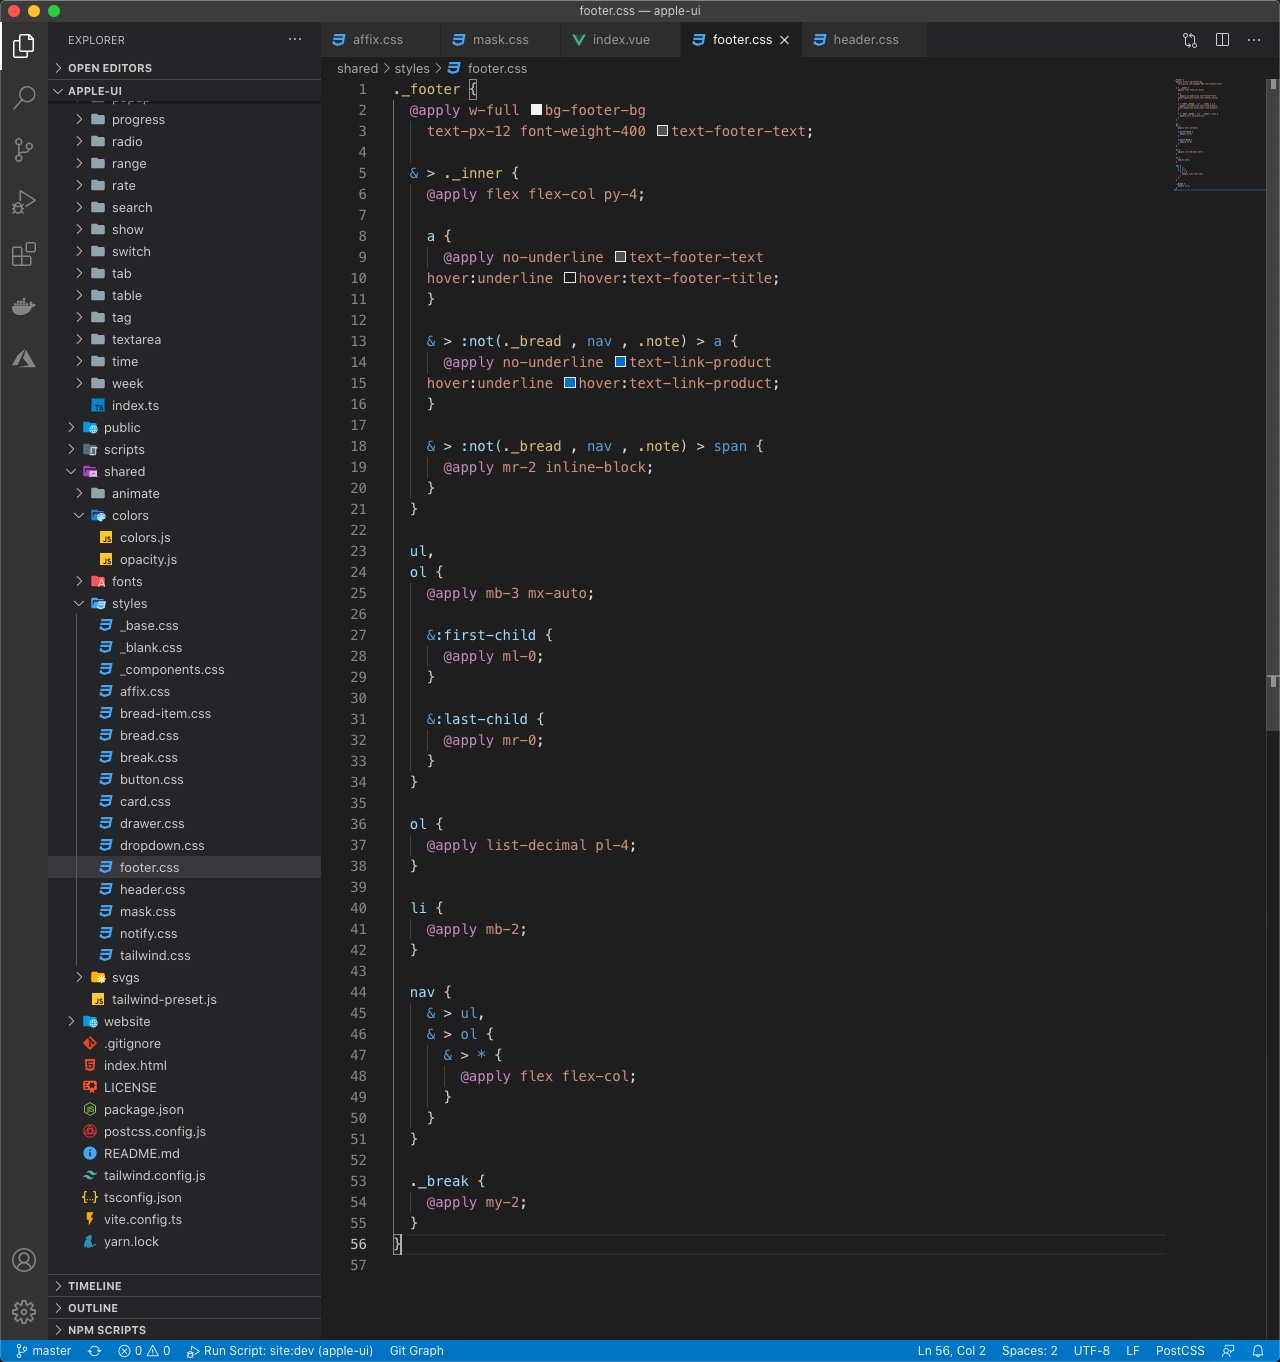 footer.css — apple-ui
EXPLORER
affix.css
mask.css
index.vue
footer.css
header.css
OPEN EDITORS
APPLE-UI
progress
radio
range
rate
search
show
switch
tab
table
tag
textarea
time
week
index.ts
public
scripts
shared
animate
colors
colors.js
opacity.js
fonts
styles
_base.css
_blank.css
_components.css
affix.css
bread-item.css
bread.css
break.css
button.css
card.css
drawer.css
dropdown.css
footer.css
header.css
mask.css
notify.css
tailwind.css
svgs
tailwind-preset.js
website
.gitignore
index.html
LICENSE
package.json
postcss.config.js
README.md
tailwind.config.js
tsconfig.json
vite.config.ts
yarn.lock
TIMELINE
OUTLINE
NPM SCRIPTS
shared > styles > footer.css
1 ._footer {
2 @apply w-full bg-footer-bg
3 text-px-12 font-weight-400 text-footer-text;
4
5 & > ._inner {
6 @apply flex flex-col py-4;
7
8 a {
9 @apply no-underline text-footer-text
10 hover:underline hover:text-footer-title;
11 }
12
13 & > :not(._bread , nav , .note) > a {
14 @apply no-underline text-link-product
15 hover:underline hover:text-link-product;
16 }
17
18 & > :not(._bread , nav , .note) > span {
19 @apply mr-2 inline-block;
20 }
21 }
22
23 ul,
24 ol {
25 @apply mb-3 mx-auto;
26
27 &:first-child {
28 @apply ml-0;
29 }
30
31 &:last-child {
32 @apply mr-0;
33 }
34 }
35
36 ol {
37 @apply list-decimal pl-4;
38 }
39
40 li {
41 @apply mb-2;
42 }
43
44 nav {
45 & > ul,
46 & > ol {
47 & > * {
48 @apply flex flex-col;
49 }
50 }
51 }
52
53 ._break {
54 @apply my-2;
55 }
56 }
57
master 0 0 Run Script: site:dev (apple-ui) Git Graph Ln 56, Col 2 Spaces: 2 UTF-8 LF PostCSS